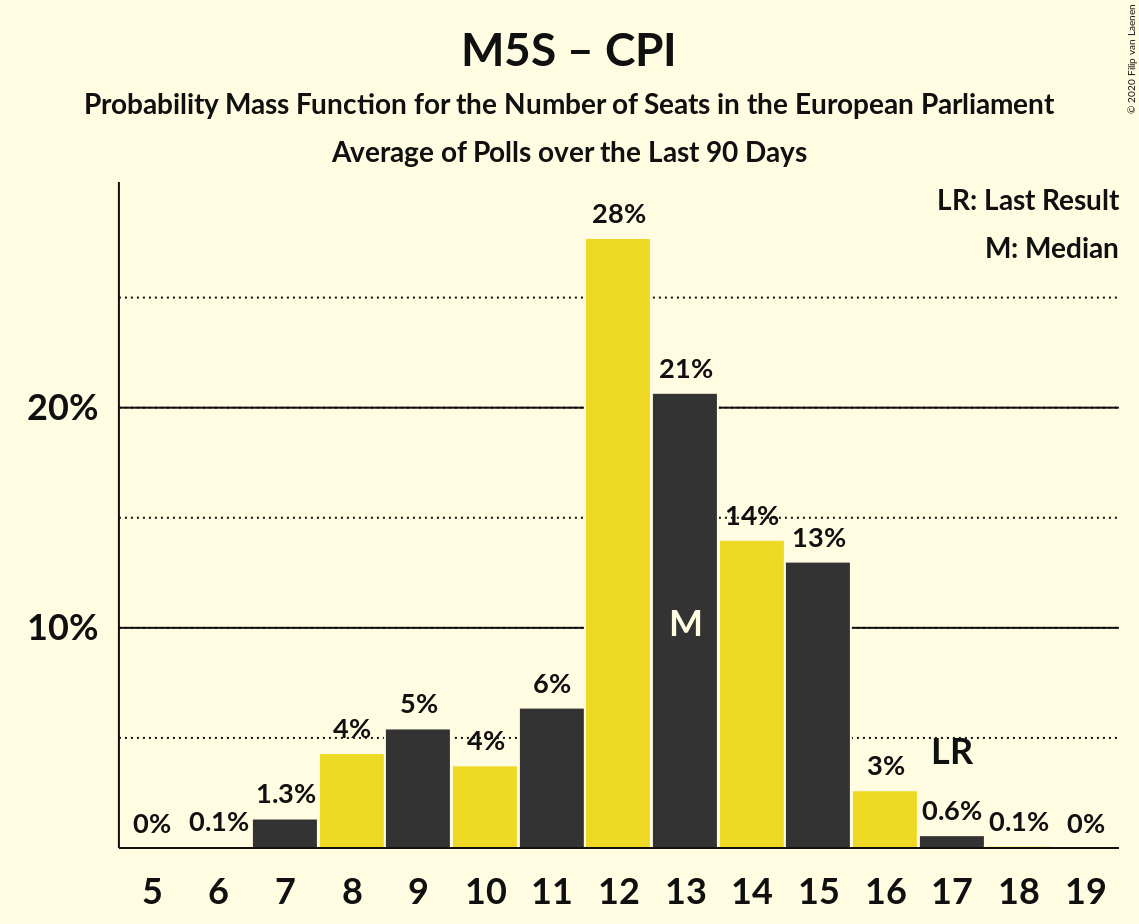 M5S – CPI
Probability Mass Function for the Number of Seats in the European Parliament
Average of Polls over the Last 90 Days
© 2020 Filip van Laenen
LR: Last Result
M: Median
28%
21%
20%
14%
13%
10%
M
6%
5%
4%
4%
LR
3%
1.3%
0.6%
0%
0.1%
0.1%
0%
5 6 7 8 9 10 11 12 13 14 15 16 17 18 19